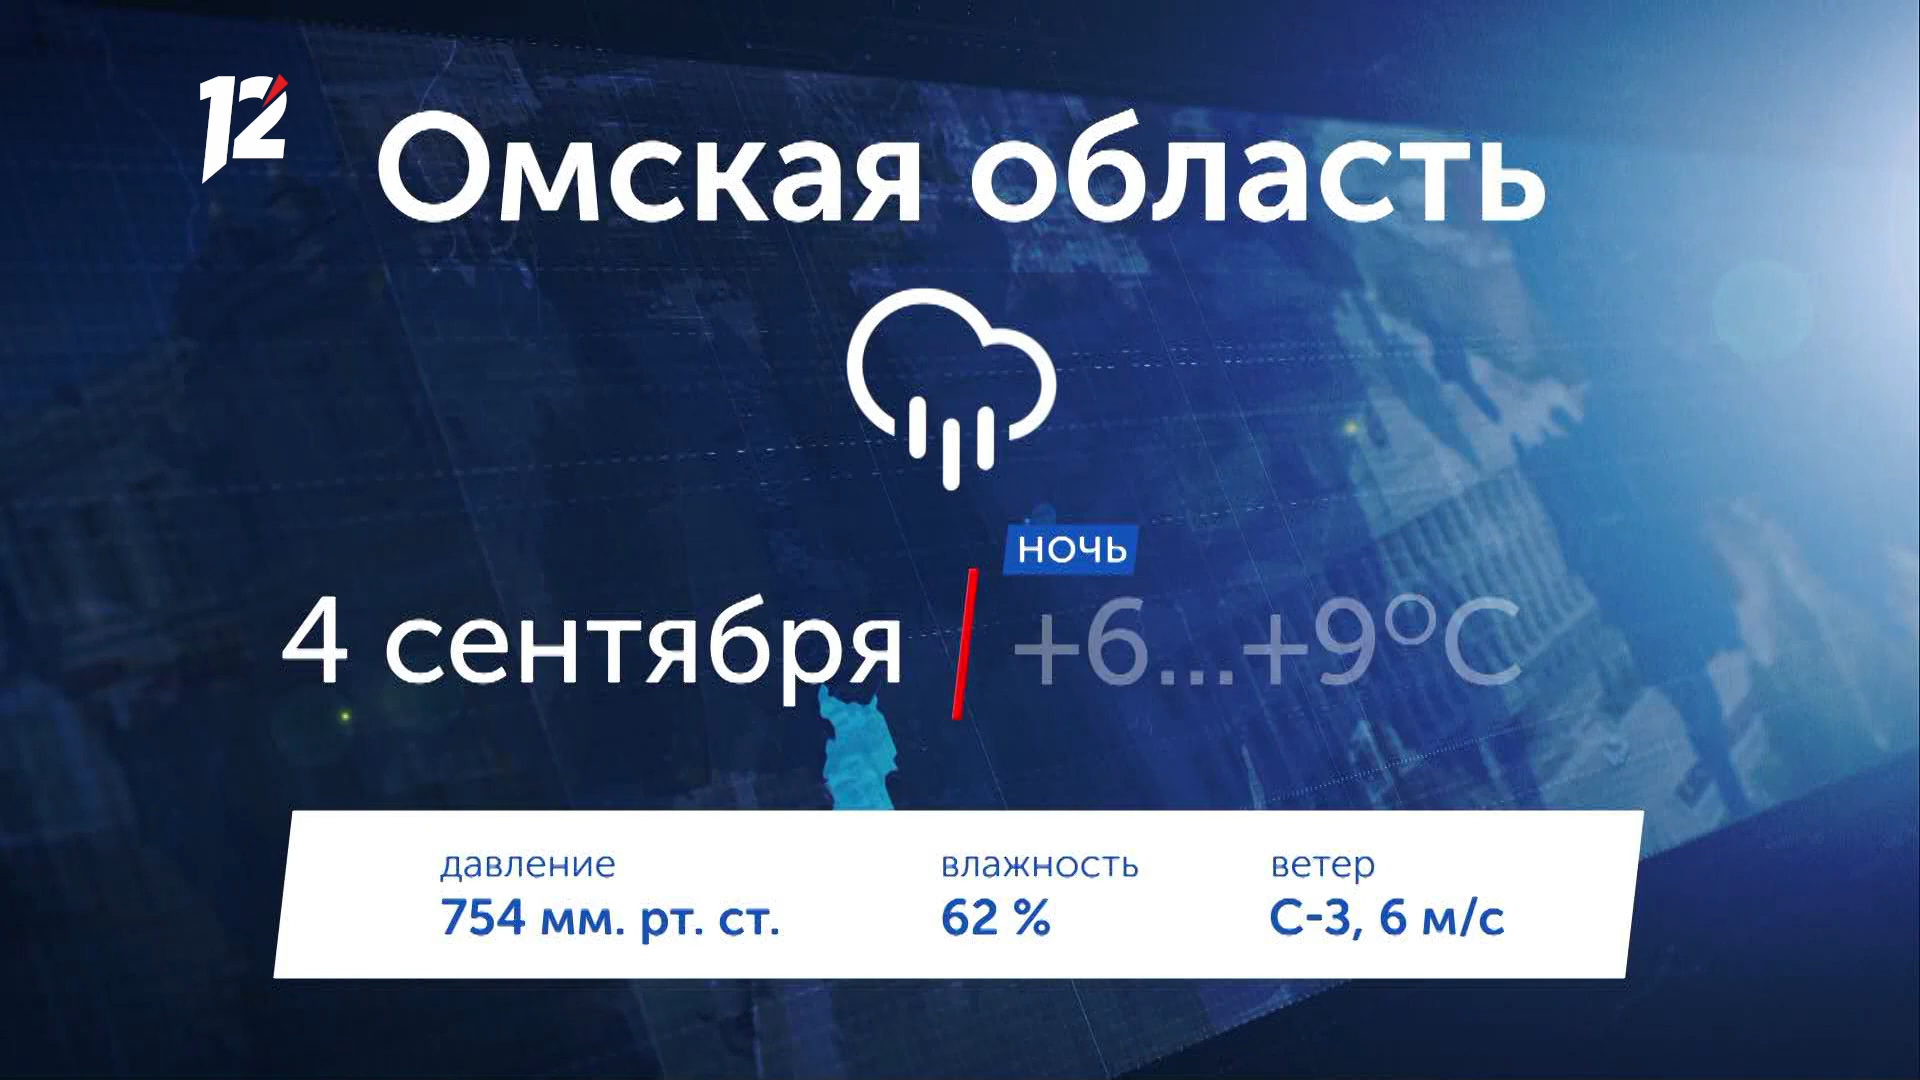 12
Омская область
ночь
4 сентября
+6...+9°C
давление
754 мм. рт. ст.
влажность
62 %
ветер
С-З, 6 м/с